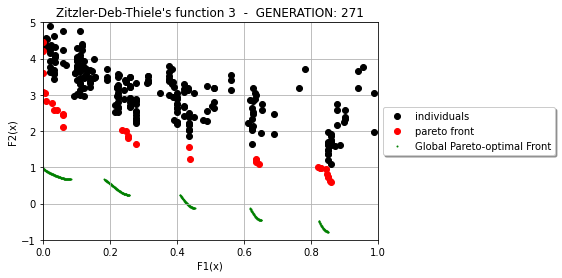 Zitzler-Deb-Thiele's function 3 - GENERATION: 271
5
4
3
2
1
0
-1
F2(x)
0.0 0.2 0.4 0.6 0.8 1.0
F1(x)
individuals
pareto front
Global Pareto-optimal Front